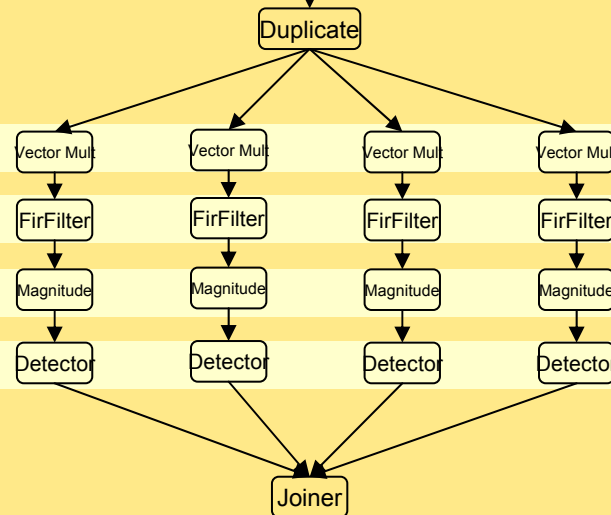 Duplicate
Vector Mult Vector Mult Vector Mult Vector Mult
FirFilter FirFilter FirFilter FirFilter
Magnitude Magnitude Magnitude Magnitude
Detector Detector Detector Detector
Joiner